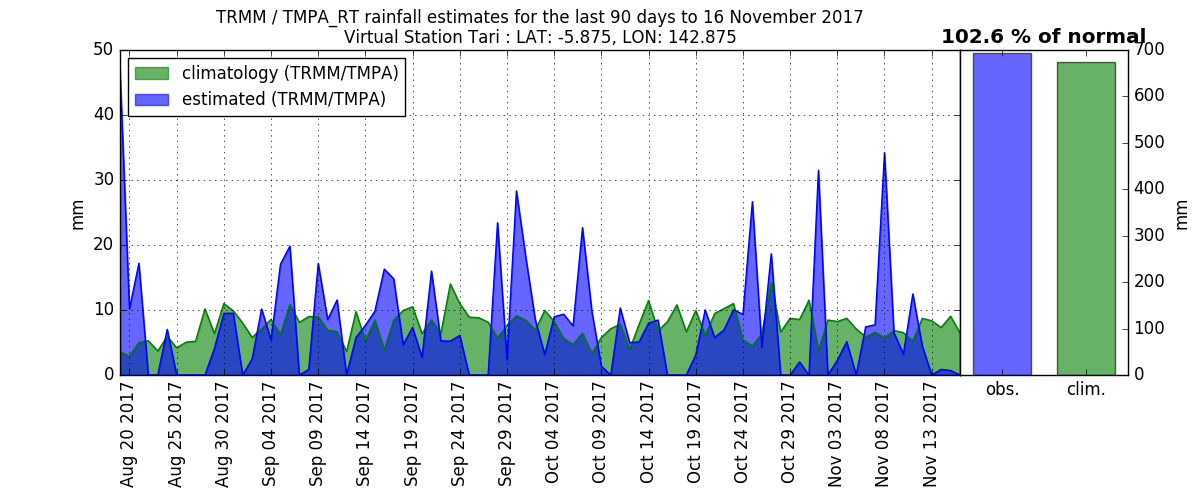 TRMM / TMPA_RT rainfall estimates for the last 90 days to 16 November 2017
Virtual Station Tari : LAT: -5.875, LON: 142.875
102.6 % of normal
climatology (TRMM/TMPA)
estimated (TRMM/TMPA)
50
40
30
20
10
0
mm
700
600
500
400
300
200
100
0
mm
Aug 20 2017
Aug 25 2017
Aug 30 2017
Sep 04 2017
Sep 09 2017
Sep 14 2017
Sep 19 2017
Sep 24 2017
Sep 29 2017
Oct 04 2017
Oct 09 2017
Oct 14 2017
Oct 19 2017
Oct 24 2017
Oct 29 2017
Nov 03 2017
Nov 08 2017
Nov 13 2017
obs.
clim.